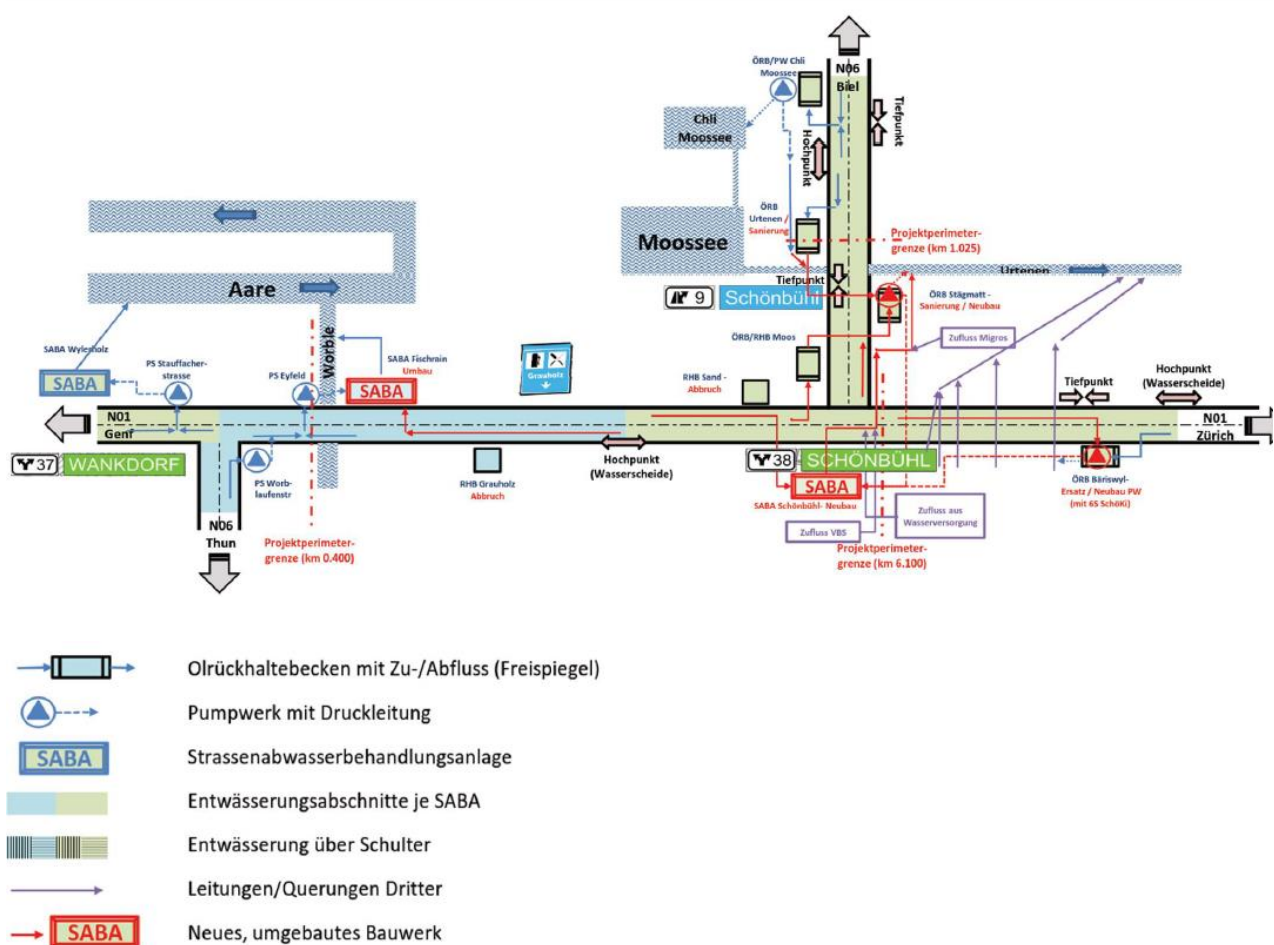 ÖRB/PW Chli
Moossee
N06
Biel
Tiefpunkt
Chli
Moossee
Hochpunkt
ÖRB
Urtenen /
Sanierung
Projektperimeter-
grenze (km 1.025)
Moossee
Urtenen
Tiefpunkt
9 Schönbühl
ÖRB Stägmatt -
Sanierung / Neubau
Aare
Worble
SABA Wylerholz
SABA
PS Stauffacher-
strasse
PS Eyfeld
SABA Fischrain
Umbau
SABA
Grauholz
ÖRB/RHB Moos
RHB Sand -
Abbruch
Zufluss Migros
Tiefpunkt
Hochpunkt
(Wasserscheide)
N01
Genf
N01
Zürich
37 WANKDORF
PS Worb-
laufenstr
RHB Grauholz
Abbruch
Hochpunkt
(Wasserscheide)
38 SCHÖNBÜHL
SABA
SABA Schönbühl- Neubau
ÖRB Bäriswyl-
Ersatz / Neubau PW
(mit 6S SchöKi)
Zufluss aus
Wasserversorgung
Zufluss VBS
N06
Thun
Projektperimeter-
grenze (km 0.400)
Projektperimeter-
grenze (km 6.100)
Olrückhaltebecken mit Zu-/Abfluss (Freispiegel)
Pumpwerk mit Druckleitung
SABA Strassenabwasserbehandlungsanlage
Entwässerungsabschnitte je SABA
Entwässerung über Schulter
Leitungen/Querungen Dritter
SABA Neues, umgebautes Bauwerk